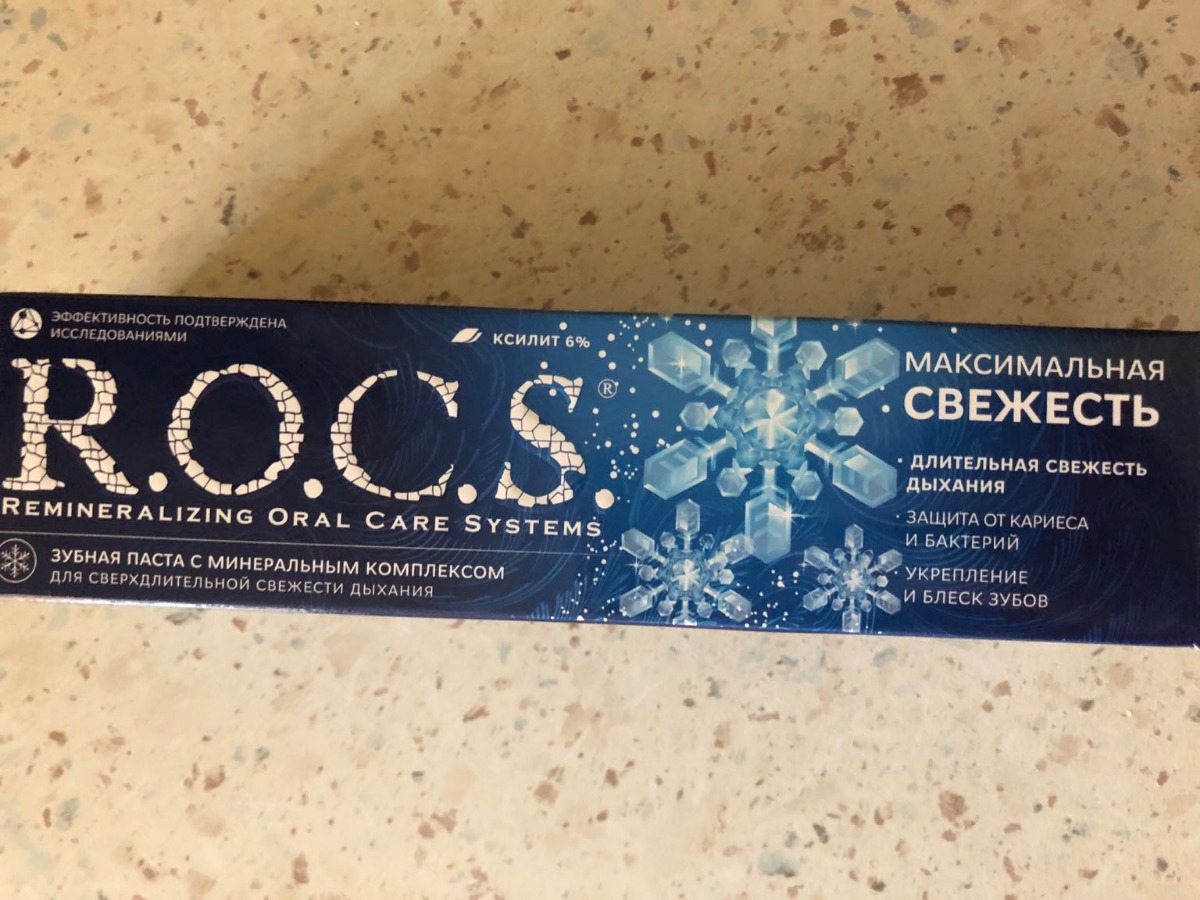 ЭФФЕКТИВНОСТЬ ПОДТВЕРЖДЕНА
ИССЛЕДОВАНИЯМИ
КСИЛИТ 6%
R.O.C.S.®
REMINERALIZING ORAL CARE SYSTEMS
ЗУБНАЯ ПАСТА С МИНЕРАЛЬНЫМ КОМПЛЕКСОМ
ДЛЯ СВЕРХДЛИТЕЛЬНОЙ СВЕЖЕСТИ ДЫХАНИЯ
МАКСИМАЛЬНАЯ
СВЕЖЕСТЬ
· ДЛИТЕЛЬНАЯ СВЕЖЕСТЬ
ДЫХАНИЯ
· ЗАЩИТА ОТ КАРИЕСА
И БАКТЕРИЙ
· УКРЕПЛЕНИЕ
И БЛЕСК ЗУБОВ